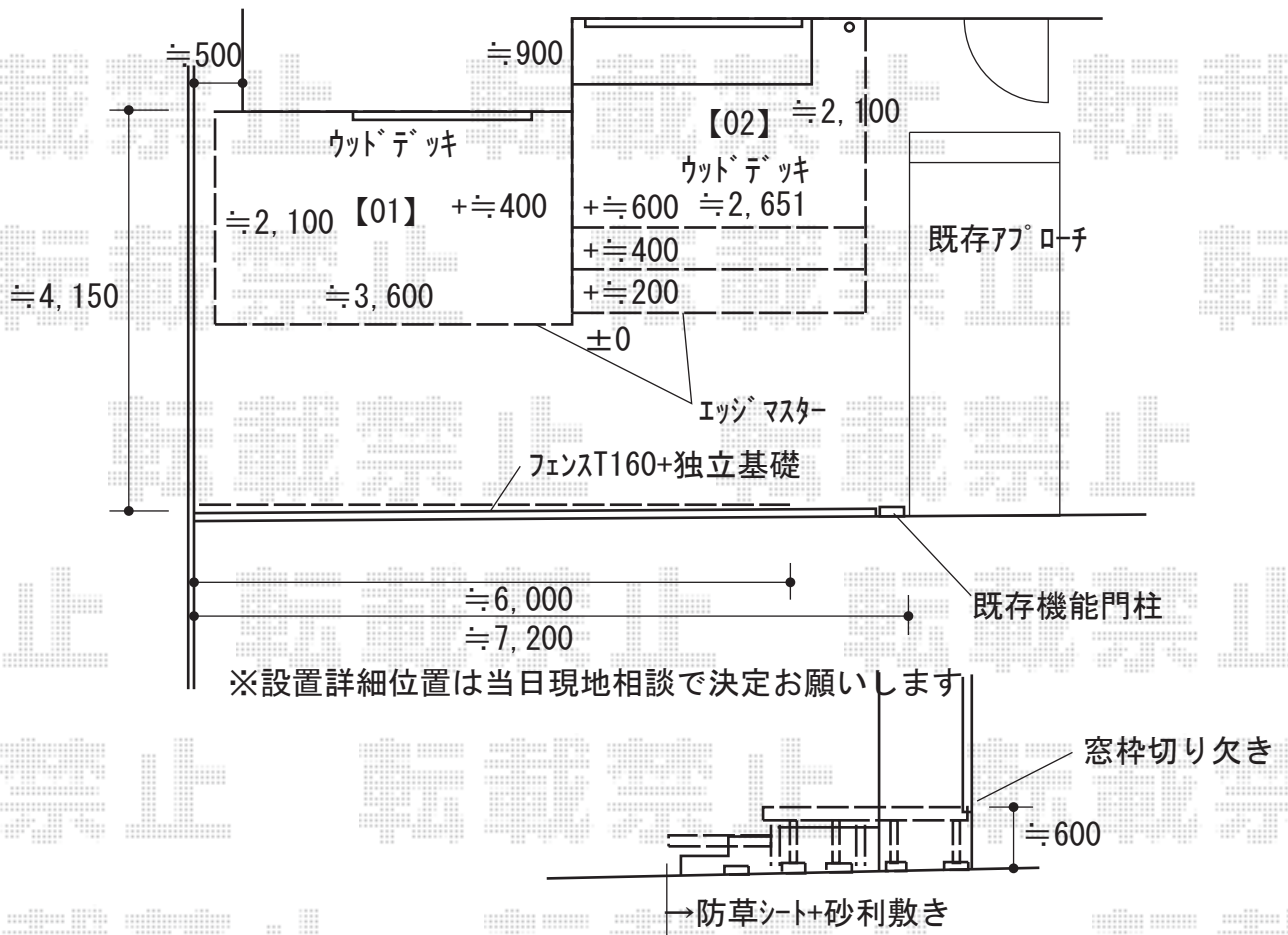 ≒500
≒900
【02】
≒2,100
ウッドデッキ
ウッドデッキ
≒2,100
【01】
+≒400
+≒600
≒2,651
既存アプローチ
+≒400
≒4,150
≒3,600
+≒200
±0
エッジマスター
フェンスT160+独立基礎
≒6,000
既存機能門柱
≒7,200
※設置詳細位置は当日現地相談で決定お願いします
窓枠切り欠き
≒600
→防草シート+砂利敷き
転載禁止